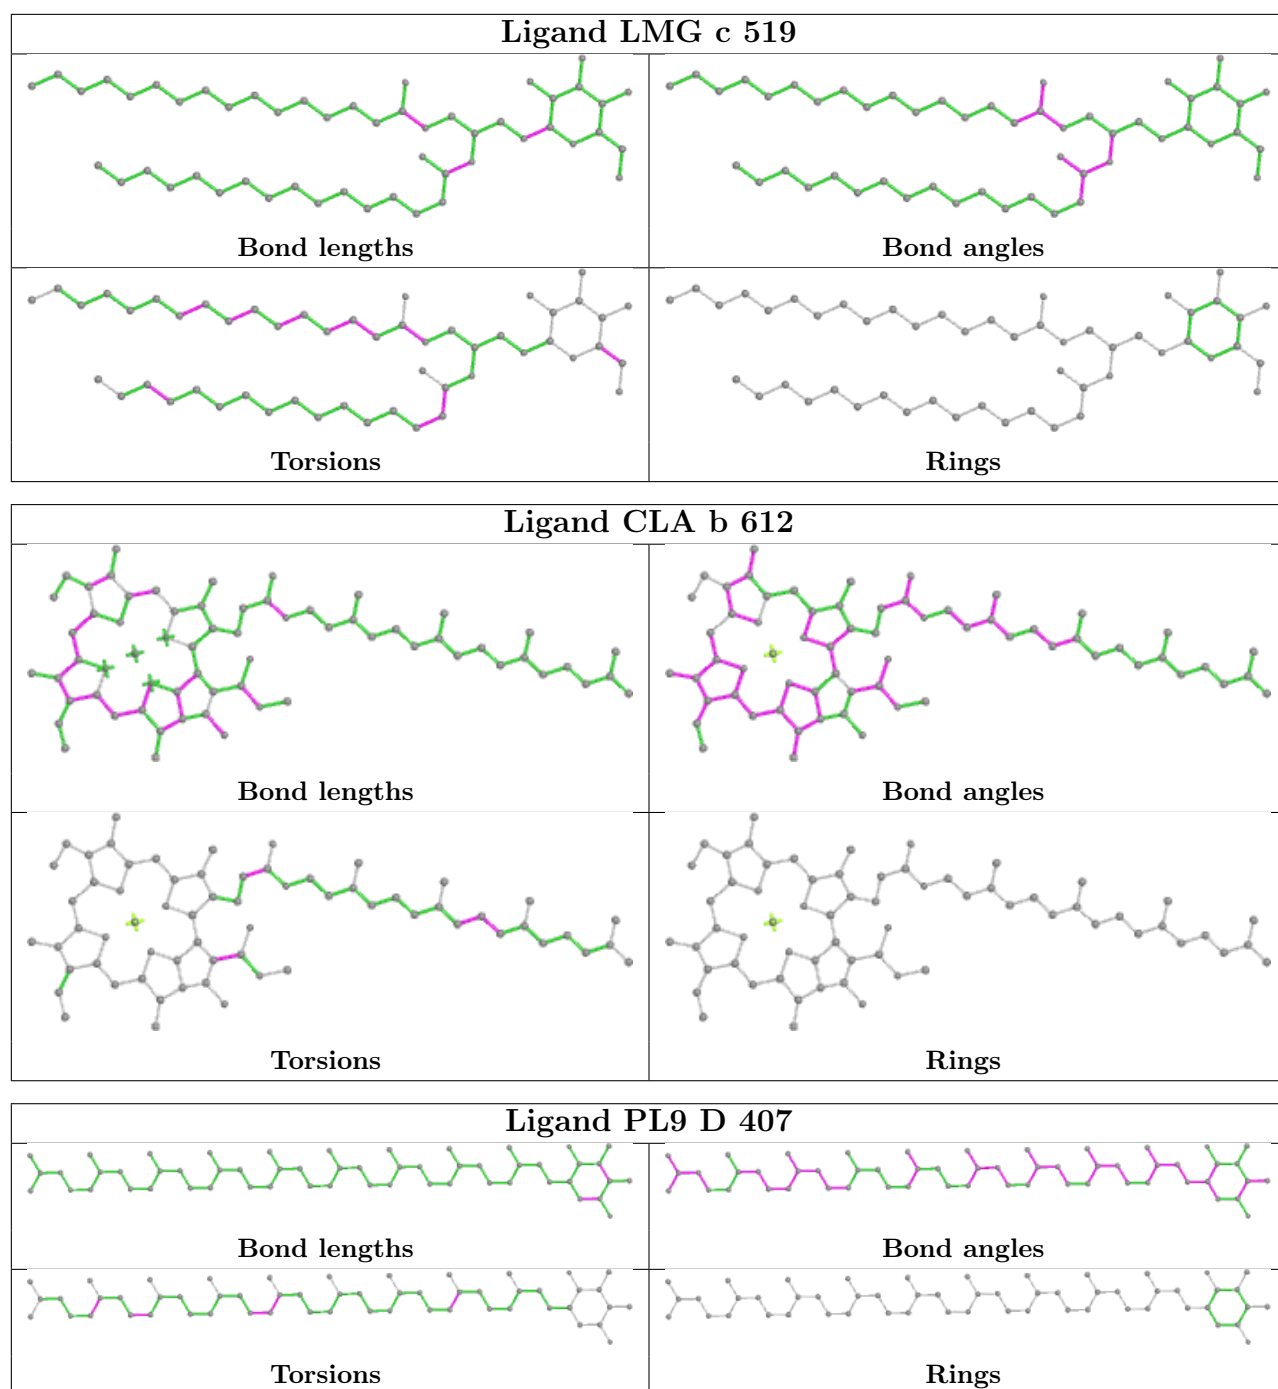 Ligand LMG c 519
Bond lengths
Bond angles
Torsions
Rings
Ligand CLA b 612
Bond lengths
Bond angles
Torsions
Rings
Ligand PL9 D 407
Bond lengths
Bond angles
Torsions
Rings